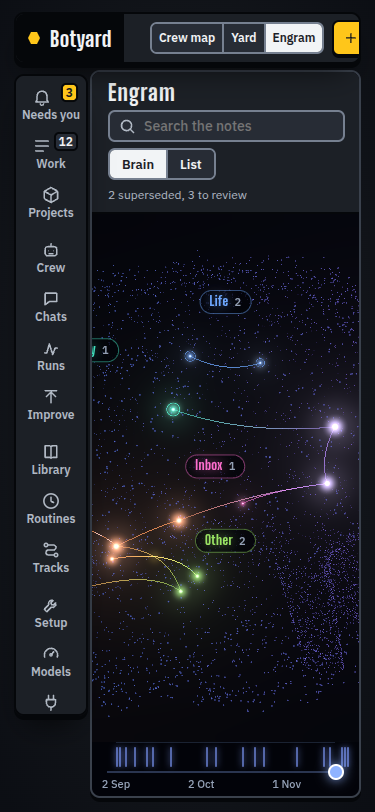 Botyard
Crew map
Yard
Engram
+
Needs you 3
Work 12
Projects
Crew
Chats
Runs
Improve
Library
Routines
Tracks
Setup
Models
Engram
Search the notes
Brain
List
2 superseded, 3 to review
Life 2
1
Inbox 1
Other 2
2 Sep
2 Oct
1 Nov